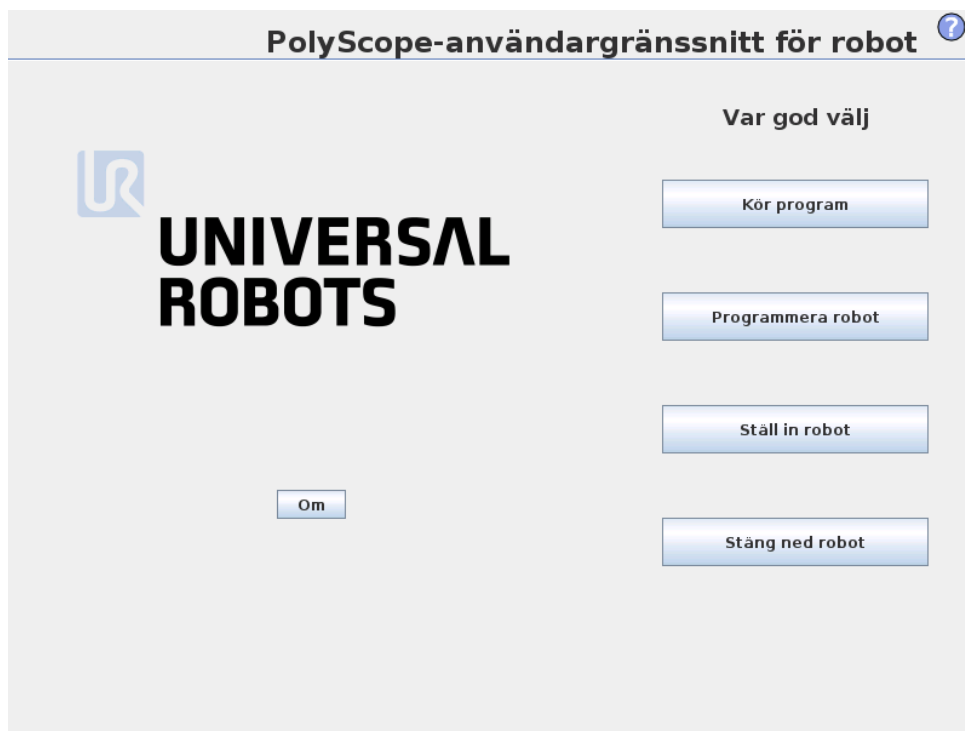 PolyScope-användargränssnitt för robot
?
Var god välj
UR
UNIVERSAL
ROBOTS
Kör program
Programmera robot
Ställ in robot
Om
Stäng ned robot